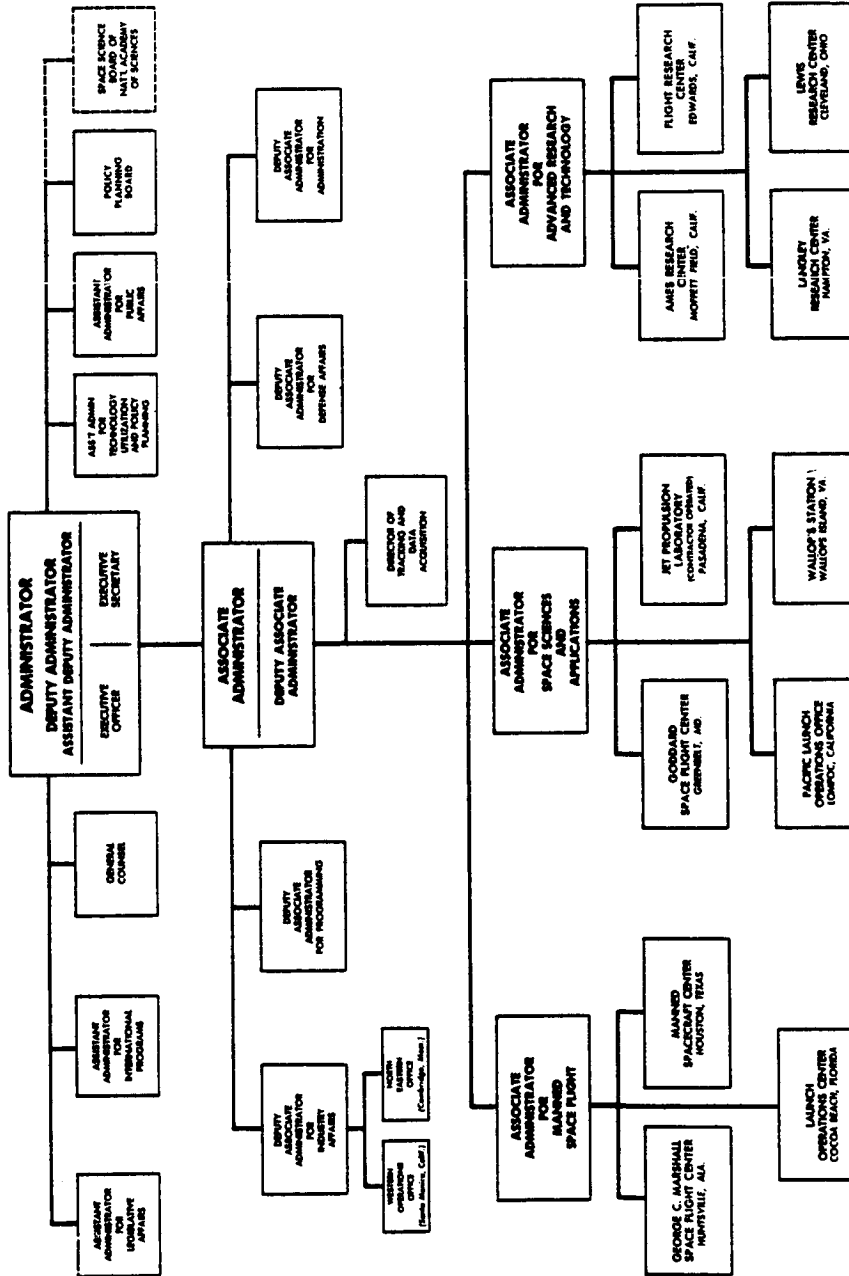 ADMINISTRATOR
DEPUTY ADMINISTRATOR
ASSISTANT DEPUTY ADMINISTRATOR
EXECUTIVE
OFFICER
EXECUTIVE
SECRETARY
ASSISTANT
ADMINISTRATOR
FOR
LEGISLATIVE
AFFAIRS
ASSISTANT
ADMINISTRATOR
FOR
INTERNATIONAL
PROGRAMS
GENERAL
COUNSEL
ASS'T ADMIN
FOR
TECHNOLOGY
UTILIZATION
AND POLICY
PLANNING
ASSISTANT
ADMINISTRATOR
FOR
PUBLIC
AFFAIRS
POLICY
PLANNING
BOARD
SPACE SCIENCE
BOARD OF
NAT'L ACADEMY
OF SCIENCES
ASSOCIATE
ADMINISTRATOR
DEPUTY ASSOCIATE
ADMINISTRATOR
DEPUTY
ASSOCIATE
ADMINISTRATOR
FOR
INDUSTRY
AFFAIRS
WESTERN
OPERATIONS
OFFICE
(Santa Monica, Calif.)
NORTH
EASTERN
OFFICE
(Cambridge, Mass.)
DEPUTY
ASSOCIATE
ADMINISTRATOR
FOR PROGRAMMING
DEPUTY
ASSOCIATE
ADMINISTRATOR
FOR
DEFENSE AFFAIRS
DEPUTY
ASSOCIATE
ADMINISTRATOR
FOR
ADMINISTRATION
DIRECTOR OF
TRACKING AND
DATA
ACQUISITION
ASSOCIATE
ADMINISTRATOR
FOR
MANNED
SPACE FLIGHT
GEORGE C. MARSHALL
SPACE FLIGHT CENTER
HUNTSVILLE, ALA.
MANNED
SPACECRAFT CENTER
HOUSTON, TEXAS
LAUNCH
OPERATIONS CENTER
COCOA BEACH, FLORIDA
ASSOCIATE
ADMINISTRATOR
FOR
SPACE SCIENCES
AND
APPLICATIONS
GODDARD
SPACE FLIGHT CENTER
GREENBELT, MD.
JET PROPULSION
LABORATORY
(CONTRACTOR OPERATED)
PASADENA, CALIF.
PACIFIC LAUNCH
OPERATIONS OFFICE
LOMPOC, CALIFORNIA
WALLOP'S STATION
WALLOPS ISLAND, VA.
ASSOCIATE
ADMINISTRATOR
FOR
ADVANCED RESEARCH
AND TECHNOLOGY
AMES RESEARCH
CENTER
MOFFETT FIELD, CALIF.
FLIGHT RESEARCH
CENTER
EDWARDS, CALIF.
LANGLEY
RESEARCH CENTER
HAMPTON, VA.
LEWIS
RESEARCH CENTER
CLEVELAND, OHIO